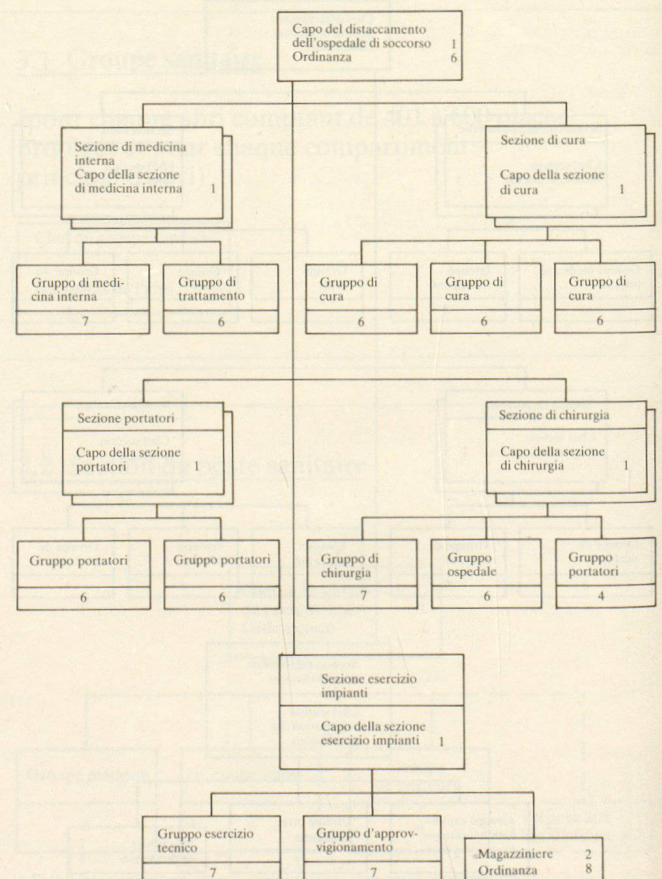 Capo del distaccamento
dell'ospedale di soccorso 1
Ordinanza 6
Sezione di medicina
interna
Capo della sezione
di medicina interna 1
Sezione di cura
Capo della sezione
di cura 1
Gruppo di medi-
cina interna
7
Gruppo di
trattamento
6
Gruppo di
cura
6
Gruppo di
cura
6
Gruppo di
cura
6
Sezione portatori
Capo della sezione
portatori 1
Sezione di chirurgia
Capo della sezione
di chirurgia 1
Gruppo portatori
6
Gruppo portatori
6
Gruppo di
chirurgia
7
Gruppo
ospedale
6
Gruppo
portatori
4
Sezione esercizio
impianti
Capo della sezione
esercizio impianti 1
Gruppo esercizio
tecnico
7
Gruppo d'approv-
vigionamento
7
Magazziniere 2
Ordinanza 8